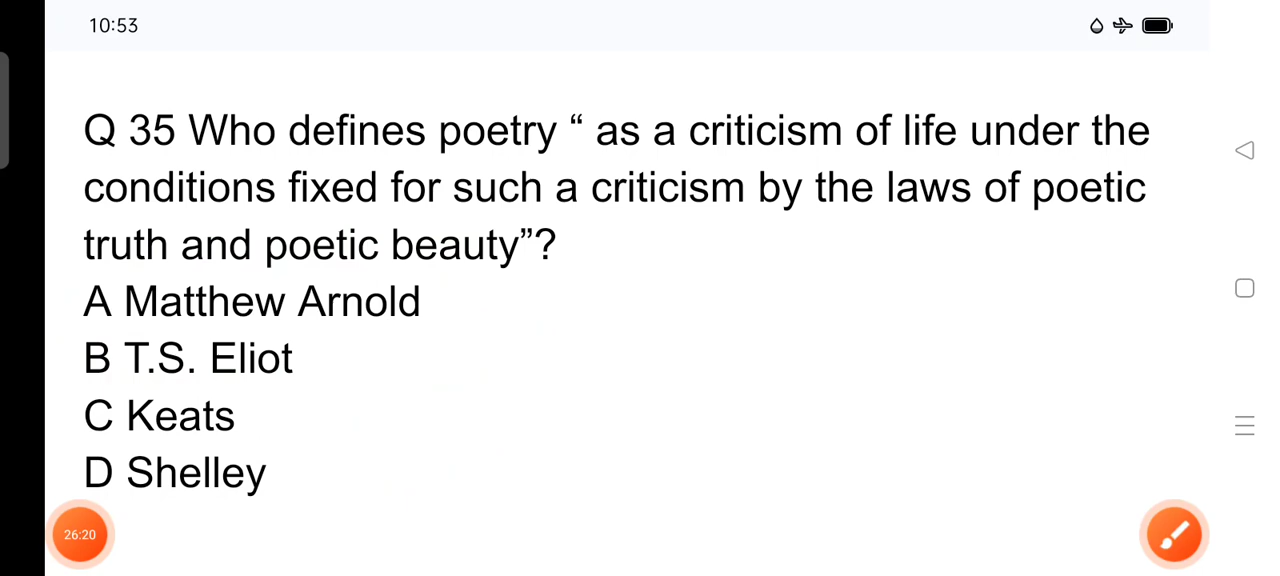 10:53
Q 35 Who defines poetry “ as a criticism of life under the
conditions fixed for such a criticism by the laws of poetic
truth and poetic beauty”?
A Matthew Arnold
B T.S. Eliot
C Keats
D Shelley
26:20